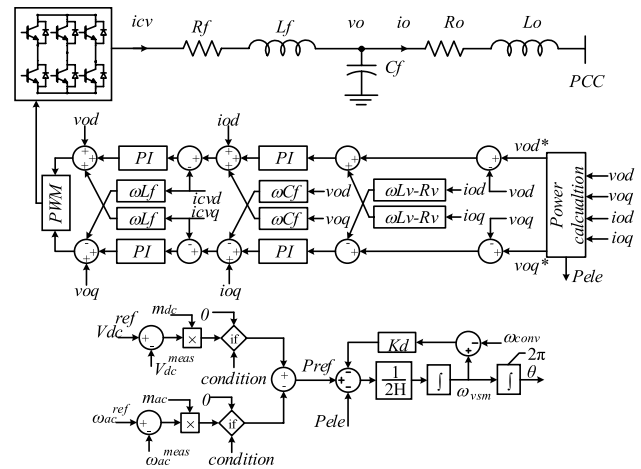 icv Rf Lf vo io Ro Lo
Cf PCC
vod iod vod*
+ + + PI - + + + PI - - vod
ωLf icvd ωCf vod ωLv-Rv iod
PWM ωLf icvq ωCf voq ωLv-Rv ioq voq
+ + + PI - + + + PI - - voq*
voq ioq
Power calcualtion
vod
voq
iod
ioq
Pele
Vdc ref + - mdc × 0 if
Vdc meas condition
ωac ref + - mac × 0 if
ωac meas condition
+ - Pref + - - Kd + - ωconv
Pele 1 2H ∫ ωvsm ∫ 2π θ